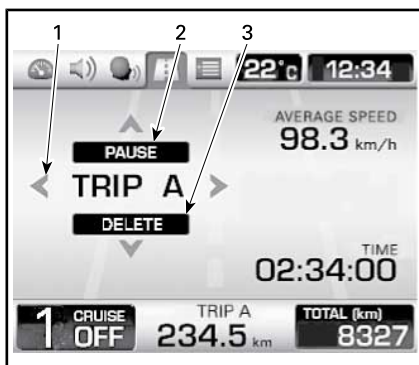 1 2 3
22°c 12:34
AVERAGE SPEED
98.3 km/h
PAUSE
TRIP A
DELETE
TIME
02:34:00
1 CRUISE OFF
TRIP A
234.5 km
TOTAL (km)
8327